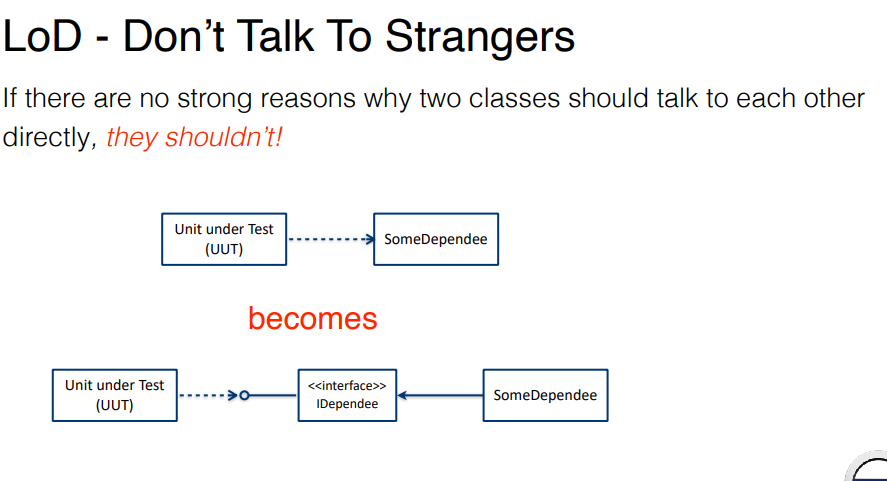 LoD - Don’t Talk To Strangers
If there are no strong reasons why two classes should talk to each other
directly, they shouldn’t!
Unit under Test
(UUT)
SomeDependee
becomes
Unit under Test
(UUT)
<<interface>>
IDependee
SomeDependee